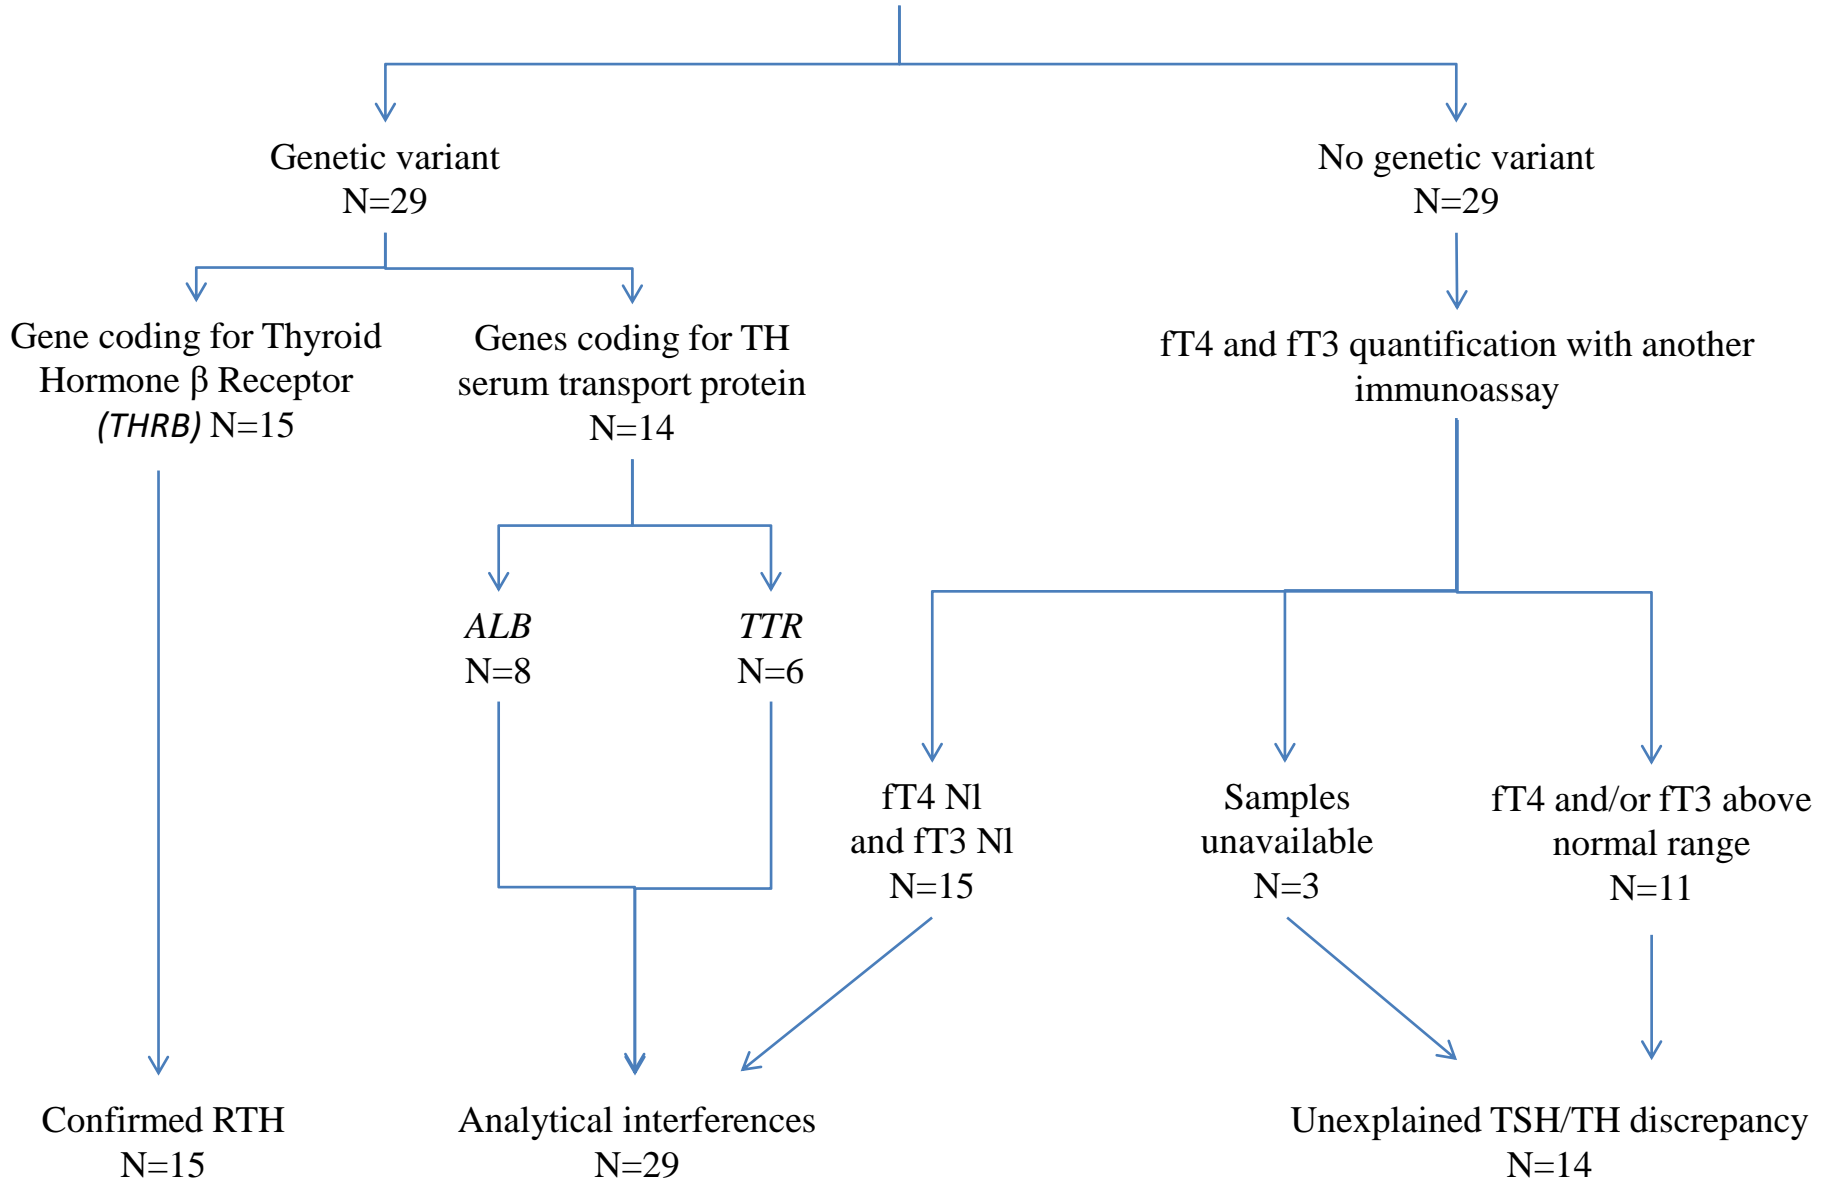 Genetic variant
N=29
No genetic variant
N=29
Gene coding for Thyroid
Hormone β Receptor
(THRB) N=15
Genes coding for TH
serum transport protein
N=14
fT4 and fT3 quantification with another
immunoassay
ALB
N=8
TTR
N=6
fT4 Nl
and fT3 Nl
N=15
Samples
unavailable
N=3
fT4 and/or fT3 above
normal range
N=11
Confirmed RTH
N=15
Analytical interferences
N=29
Unexplained TSH/TH discrepancy
N=14